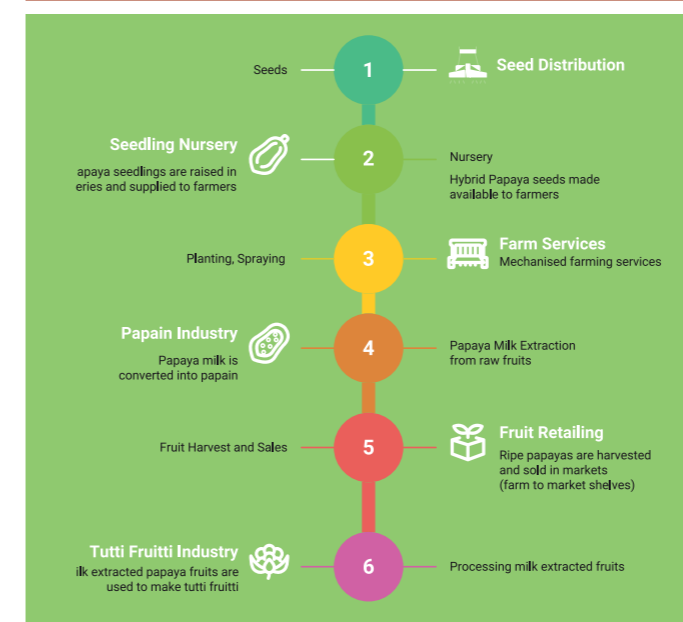 Seeds
1
Seed Distribution
Seedling Nursery
apaya seedlings are raised in
eries and supplied to farmers
2
Nursery
Hybrid Papaya seeds made
available to farmers
Planting, Spraying
3
Farm Services
Mechanised farming services
Papain Industry
Papaya milk is
converted into papain
4
Papaya Milk Extraction
from raw fruits
Fruit Harvest and Sales
5
Fruit Retailing
Ripe papayas are harvested
and sold in markets
(farm to market shelves)
Tutti Fruitti Industry
ilk extracted papaya fruits are
used to make tutti fruitti
6
Processing milk extracted fruits